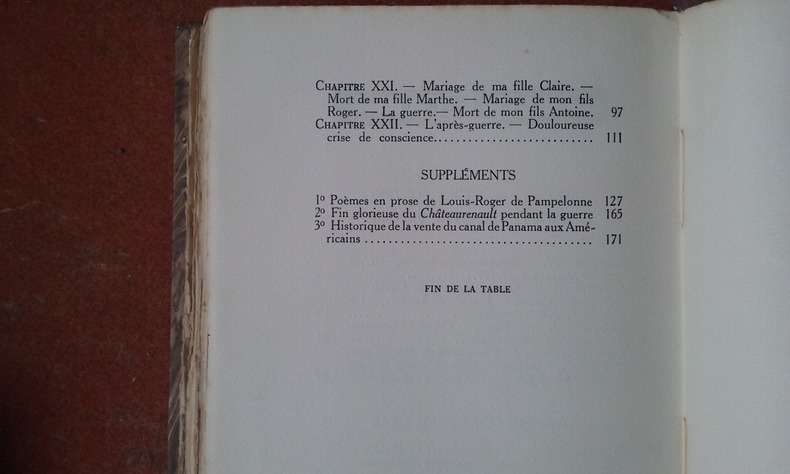 CHAPITRE XXI. — Mariage de ma fille Claire. —
Mort de ma fille Marthe. — Mariage de mon fils
Roger. — La guerre. — Mort de mon fils Antoine. 97
CHAPITRE XXII. — L'après-guerre. — Douloureuse
crise de conscience.......................... 111
SUPPLÉMENTS
1º Poèmes en prose de Louis-Roger de Pampelonne 127
2º Fin glorieuse du Châteaurenault pendant la guerre 165
3º Historique de la vente du canal de Panama aux Amé-
ricains ..................................... 171
FIN DE LA TABLE